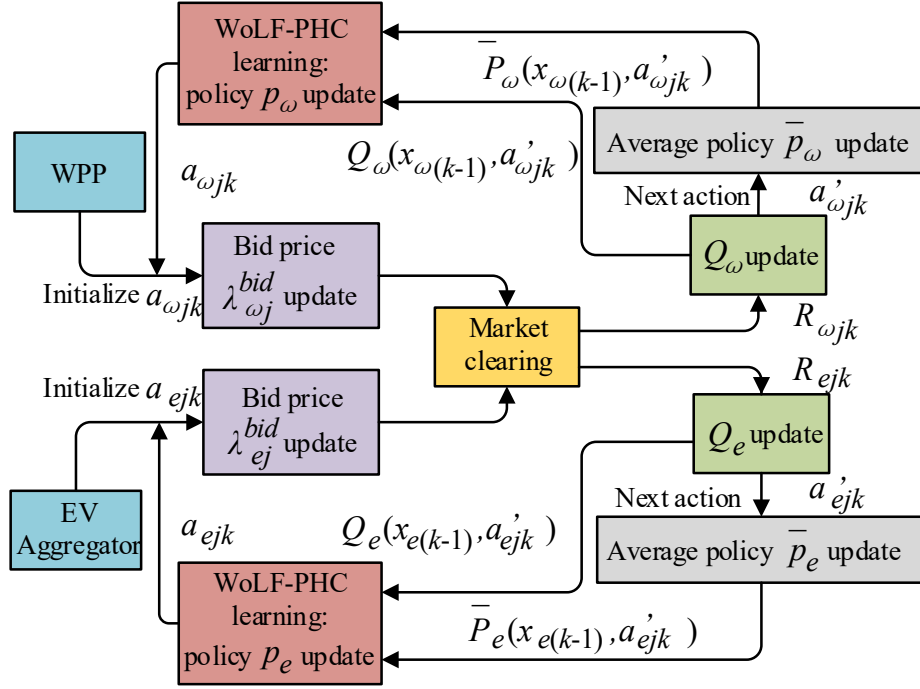 WoLF-PHC
learning:
policy p_ω update
P̄_ω(x_ω(k-1), a'_ωjk)
Average policy p̄_ω update
Q_ω(x_ω(k-1), a'_ωjk)
WPP
a_ωjk
Next action
a'_ωjk
Q_ω update
Bid price
λ^bid_ωj update
Initialize a_ωjk
Market
clearing
R_ωjk
R_ejk
Initialize a_ejk
Bid price
λ^bid_ej update
Q_e update
Next action
a'_ejk
EV
Aggregator
a_ejk
Q_e(x_e(k-1), a'_ejk)
Average policy p̄_e update
WoLF-PHC
learning:
policy p_e update
P̄_e(x_e(k-1), a'_ejk)